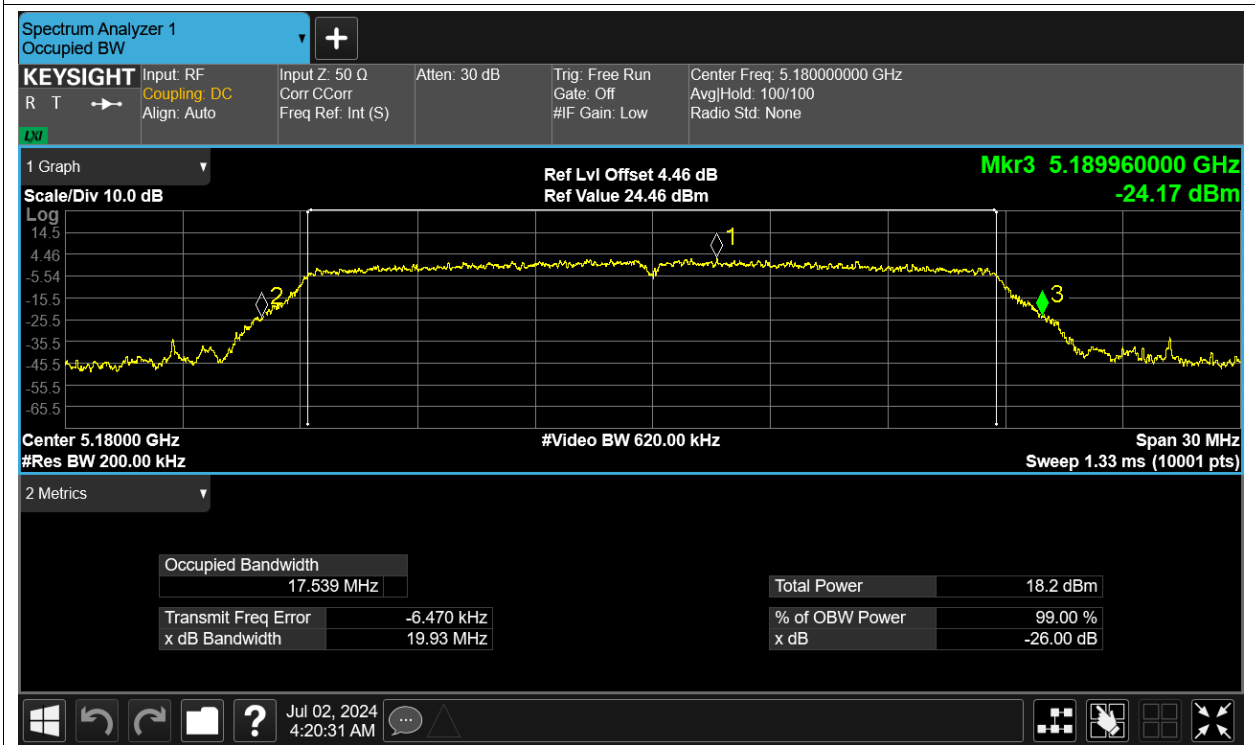 Spectrum Analyzer 1
Occupied BW
KEYSIGHT
R T
LXI
Input: RF
Coupling: DC
Align: Auto
Input Z: 50 Ω
Corr CCorr
Freq Ref: Int (S)
Atten: 30 dB
Trig: Free Run
Gate: Off
#IF Gain: Low
Center Freq: 5.180000000 GHz
Avg|Hold: 100/100
Radio Std: None
1 Graph
Scale/Div 10.0 dB
Ref Lvl Offset 4.46 dB
Ref Value 24.46 dBm
Mkr3 5.189960000 GHz
-24.17 dBm
Log
14.5
4.46
-5.54
-15.5
-25.5
-35.5
-45.5
-55.5
-65.5
1
2
3
Center 5.18000 GHz
#Res BW 200.00 kHz
#Video BW 620.00 kHz
Span 30 MHz
Sweep 1.33 ms (10001 pts)
2 Metrics
Occupied Bandwidth
17.539 MHz
Transmit Freq Error -6.470 kHz
x dB Bandwidth 19.93 MHz
Total Power 18.2 dBm
% of OBW Power 99.00 %
x dB -26.00 dB
?
Jul 02, 2024
4:20:31 AM